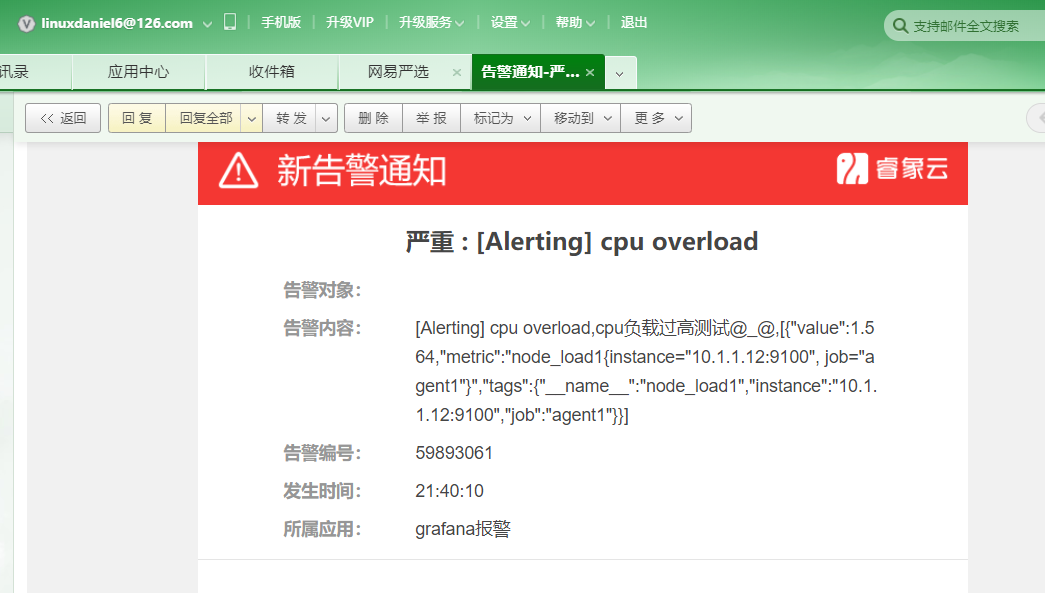 linuxdaniel6@126.com 手机版 升级VIP 升级服务 设置 帮助 退出 支持邮件全文搜索
讯录 应用中心 收件箱 网易严选 × 告警通知-严... ×
<< 返回 回 复 回复全部 转 发 删 除 举 报 标记为 移动到 更 多
新告警通知 睿象云
严重 : [Alerting] cpu overload
告警对象:
告警内容: [Alerting] cpu overload,cpu负载过高测试@_@,[{"value":1.5
64,"metric":"node_load1{instance="10.1.1.12:9100", job="a
gent1"}","tags":{"__name__":"node_load1","instance":"10.1.
1.12:9100","job":"agent1"}}]
告警编号: 59893061
发生时间: 21:40:10
所属应用: grafana报警